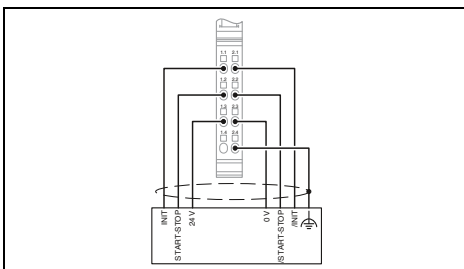 1.1 2.1
1.2 2.2
1.3 2.3
1.4 2.4
INIT
START-STOP
24 V
0 V
/START-STOP
/INIT